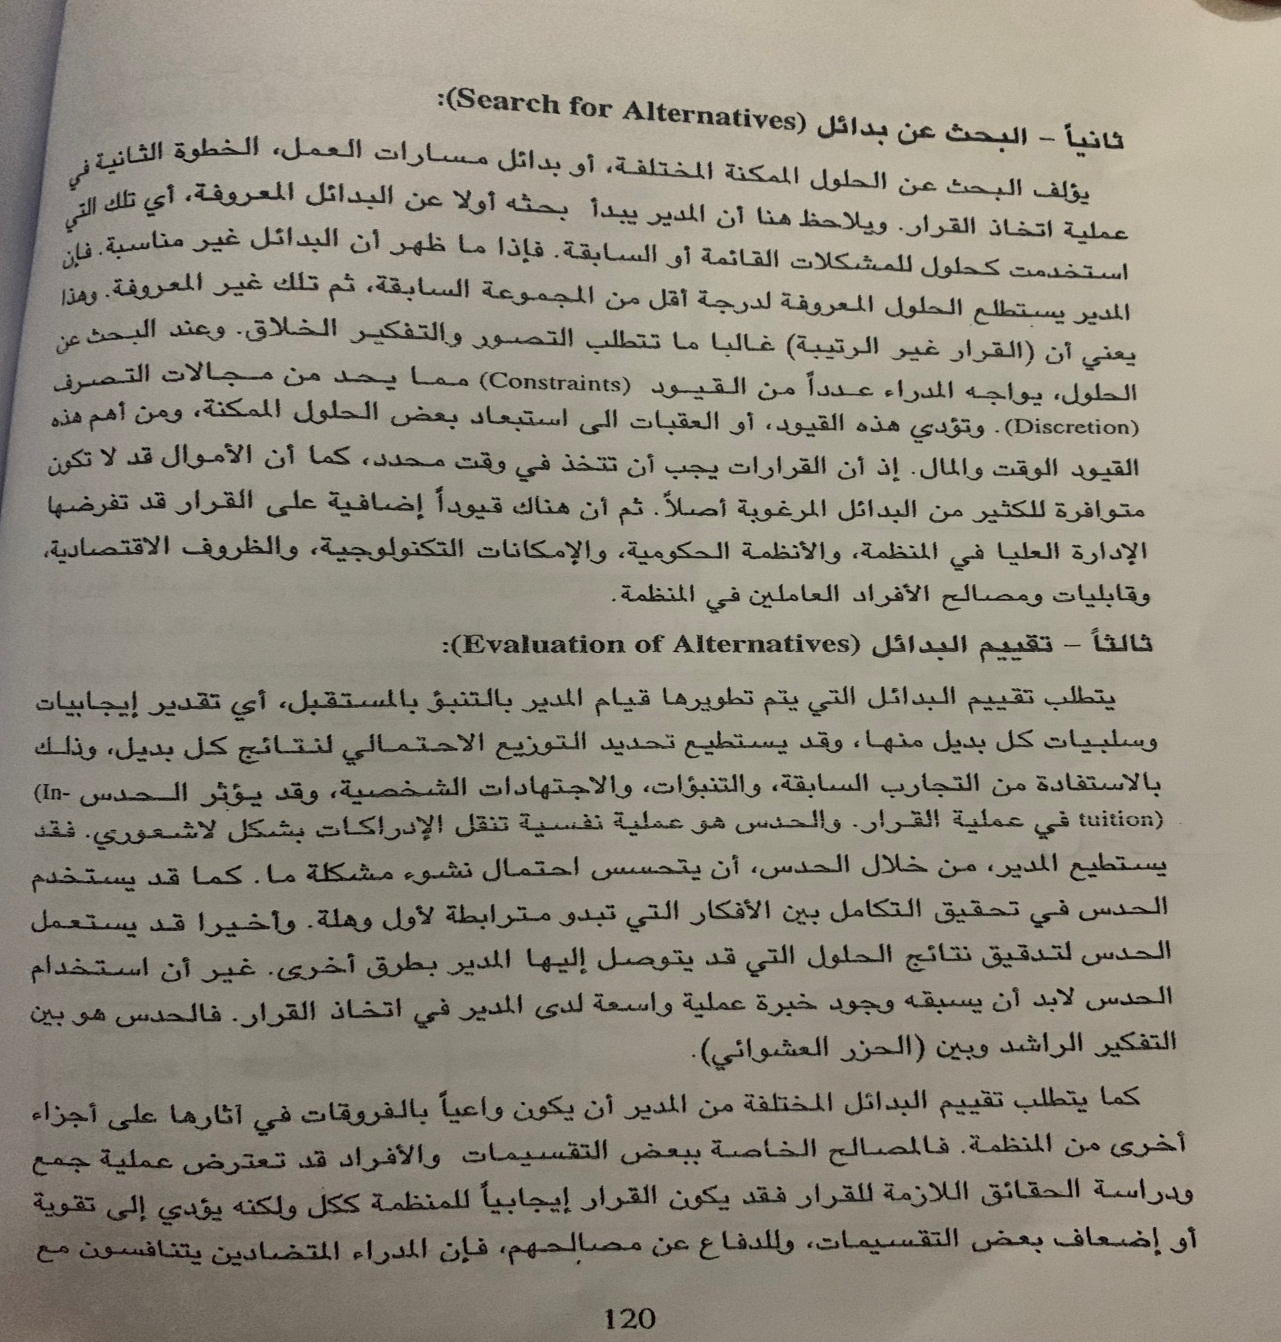 ثانياً – البحث عن بدائل (Search for Alternatives):
يؤلف البحث عن الحلول الممكنة المختلفة، أو بدائل مسارات العمل، الخطوة الثانية في
عملية اتخاذ القرار. ويلاحظ هنا أن المدير يبدأ بحثه أولا عن البدائل المعروفة، أي تلك التي
استخدمت كحلول للمشكلات القائمة أو السابقة. فإذا ما ظهر أن البدائل غير مناسبة. فإن
المدير يستطلع الحلول المعروفة لدرجة أقل من المجموعة السابقة، ثم تلك غير المعروفة. وهذا
يعني أن (القرار غير الرتيبة) غالبا ما تتطلب التصور والتفكير الخلاق. وعند البحث عن
الحلول، يواجه المدراء عدداً من القيود (Constraints) مما يحد من مجالات التصرف
(Discretion). وتؤدي هذه القيود، أو العقبات الى استبعاد بعض الحلول الممكنة، ومن أهم هذه
القيود الوقت والمال. إذ أن القرارات يجب أن تتخذ في وقت محدد، كما أن الأموال قد لا تكون
متوافرة للكثير من البدائل المرغوبة أصلاً. ثم أن هناك قيوداً إضافية على القرار قد تفرضها
الإدارة العليا في المنظمة، والأنظمة الحكومية، والإمكانات التكنولوجية، والظروف الاقتصادية،
وقابليات ومصالح الأفراد العاملين في المنظمة.
ثالثاً – تقييم البدائل (Evaluation of Alternatives):
يتطلب تقييم البدائل التي يتم تطويرها قيام المدير بالتنبؤ بالمستقبل، أي تقدير إيجابيات
وسلبيات كل بديل منها، وقد يستطيع تحديد التوزيع الاحتمالي لنتائج كل بديل، وذلك
بالاستفادة من التجارب السابقة، والتنبؤات، والاجتهادات الشخصية، وقد يؤثر الحدس (In-
tuition) في عملية القرار. والحدس هو عملية نفسية تنقل الإدراكات بشكل لاشعوري. فقد
يستطيع المدير، من خلال الحدس، أن يتحسس احتمال نشوء مشكلة ما. كما قد يستخدم
الحدس في تحقيق التكامل بين الأفكار التي تبدو مترابطة لأول وهلة. وأخيرا قد يستعمل
الحدس لتدقيق نتائج الحلول التي قد يتوصل إليها المدير بطرق أخرى. غير أن استخدام
الحدس لابد أن يسبقه وجود خبرة عملية واسعة لدى المدير في اتخاذ القرار. فالحدس هو بين
التفكير الراشد وبين (الحزر العشوائي).
كما يتطلب تقييم البدائل المختلفة من المدير أن يكون واعياً بالفروقات في آثارها على أجزاء
أخرى من المنظمة. فالمصالح الخاصة ببعض التقسيمات والأفراد قد تعترض عملية جمع
ودراسة الحقائق اللازمة للقرار فقد يكون القرار إيجابياً للمنظمة ككل ولكنه يؤدي إلى تقوية
أو إضعاف بعض التقسيمات، وللدفاع عن مصالحهم، فإن المدراء المتضادين يتنافسون مع
120